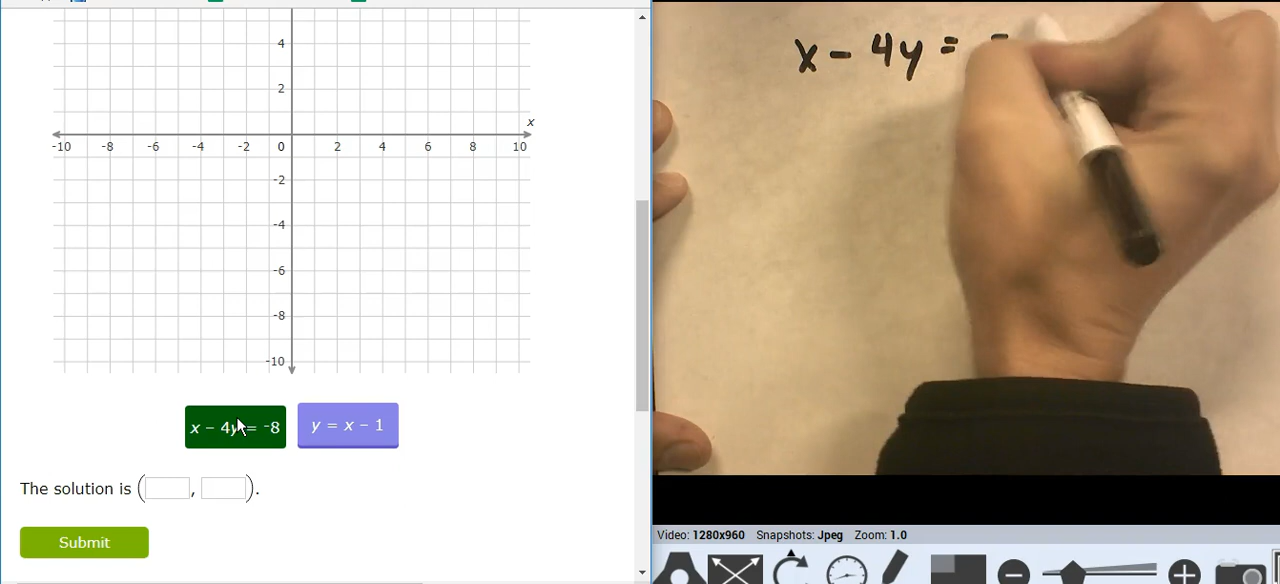 4
2
x
-10 -8 -6 -4 -2 0 2 4 6 8 10
-2
-4
-6
-8
-10
x - 4y = -8
y = x - 1
The solution is ( , ).
Submit
x - 4y = -
Video: 1280x960 Snapshots: Jpeg Zoom: 1.0